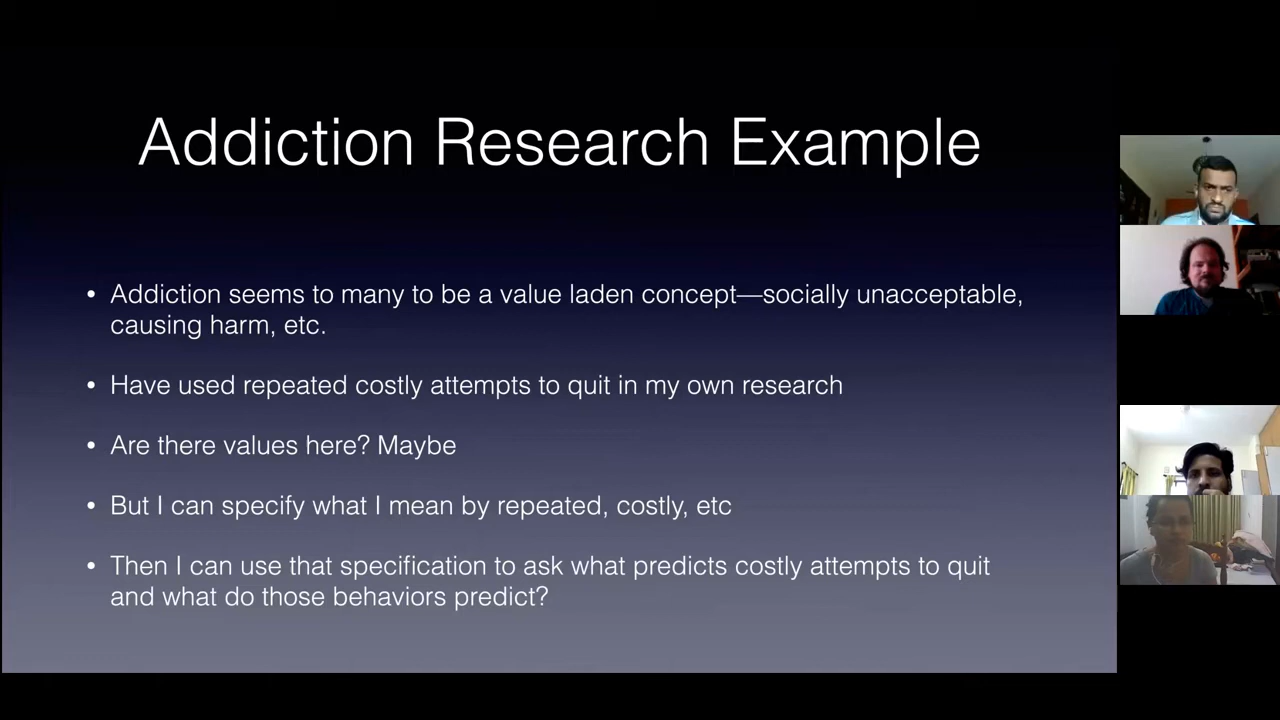 Addiction Research Example
• Addiction seems to many to be a value laden concept—socially unacceptable,
causing harm, etc.
• Have used repeated costly attempts to quit in my own research
• Are there values here? Maybe
• But I can specify what I mean by repeated, costly, etc
• Then I can use that specification to ask what predicts costly attempts to quit
and what do those behaviors predict?